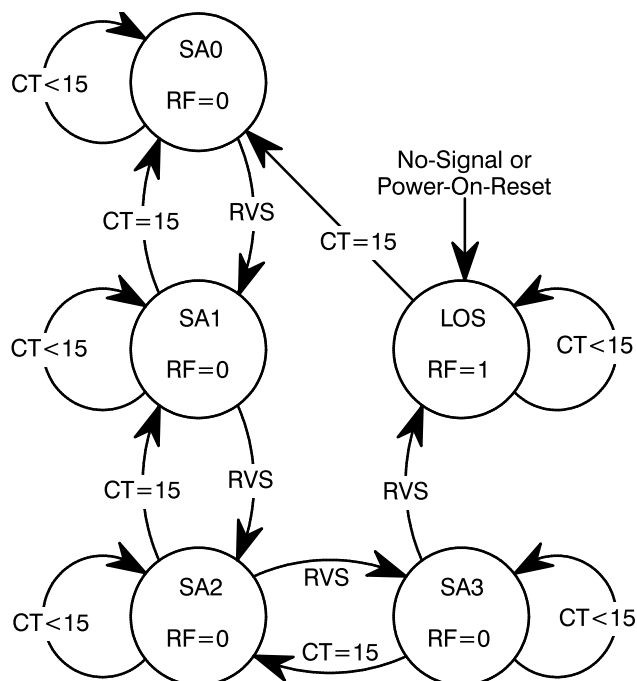 SA0
CT<15
RF=0
No-Signal or
Power-On-Reset
CT=15
RVS
CT=15
SA1
LOS
CT<15
CT<15
RF=0
RF=1
CT=15
RVS
RVS
SA2
SA3
RVS
CT<15
CT<15
RF=0
RF=0
CT=15